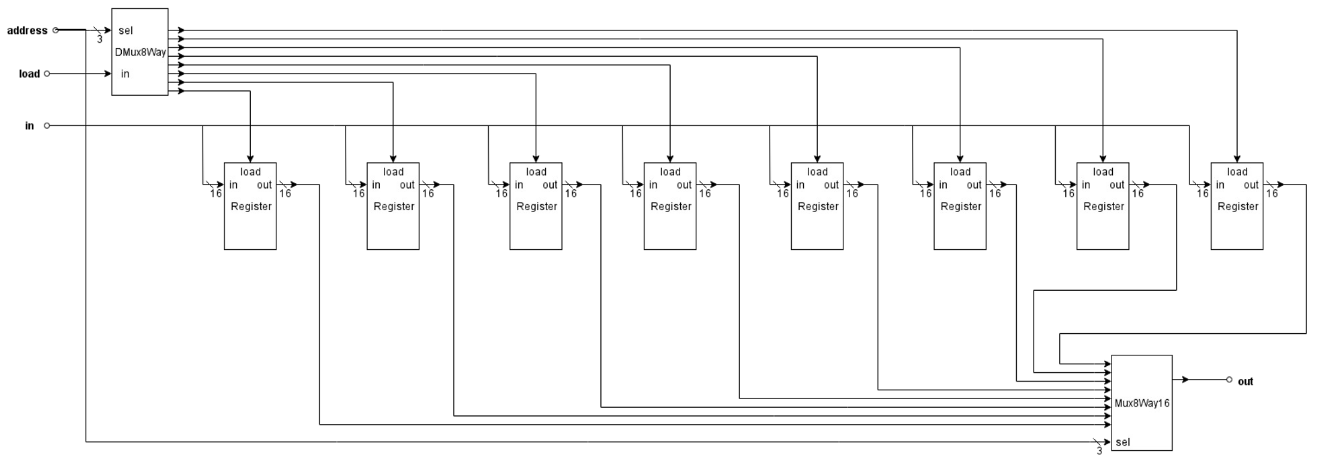 address
3
sel
DMux8Way
load
in
in
load load load load load load load load
in out in out in out in out in out in out in out in out
16 16 16 16 16 16 16 16 16 16 16 16 16 16 16 16
Register Register Register Register Register Register Register Register
out
Mux8Way16
sel
3